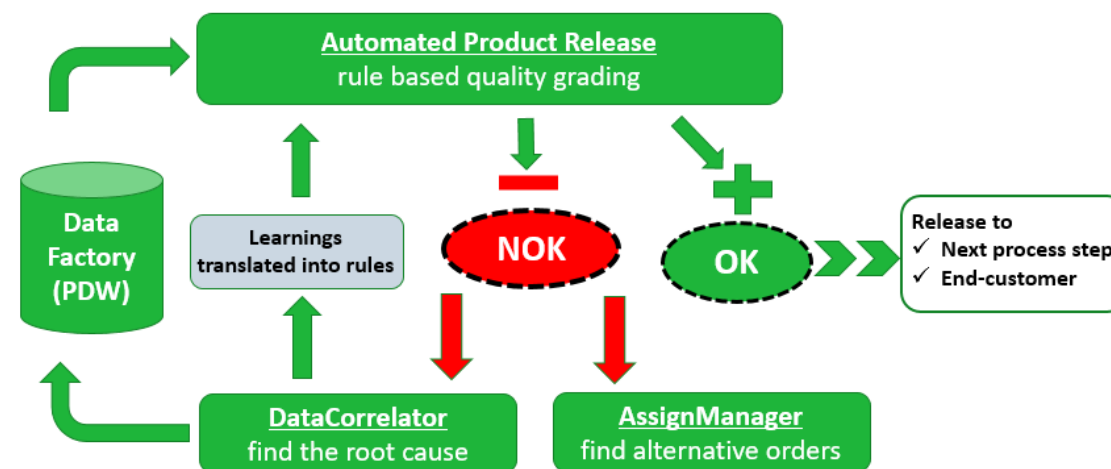 Automated Product Release
rule based quality grading
Data
Factory
(PDW)
Learnings
translated into rules
NOK
OK
Release to
✓ Next process step
✓ End-customer
DataCorrelator
find the root cause
AssignManager
find alternative orders